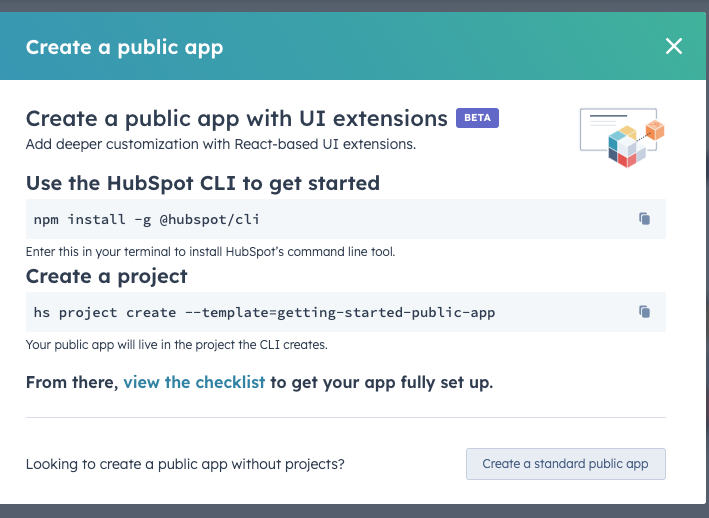 Create a public app
Create a public app with UI extensions BETA
Add deeper customization with React-based UI extensions.
Use the HubSpot CLI to get started
npm install -g @hubspot/cli
Enter this in your terminal to install HubSpot's command line tool.
Create a project
hs project create --template=getting-started-public-app
Your public app will live in the project the CLI creates.
From there, view the checklist to get your app fully set up.
Looking to create a public app without projects? Create a standard public app